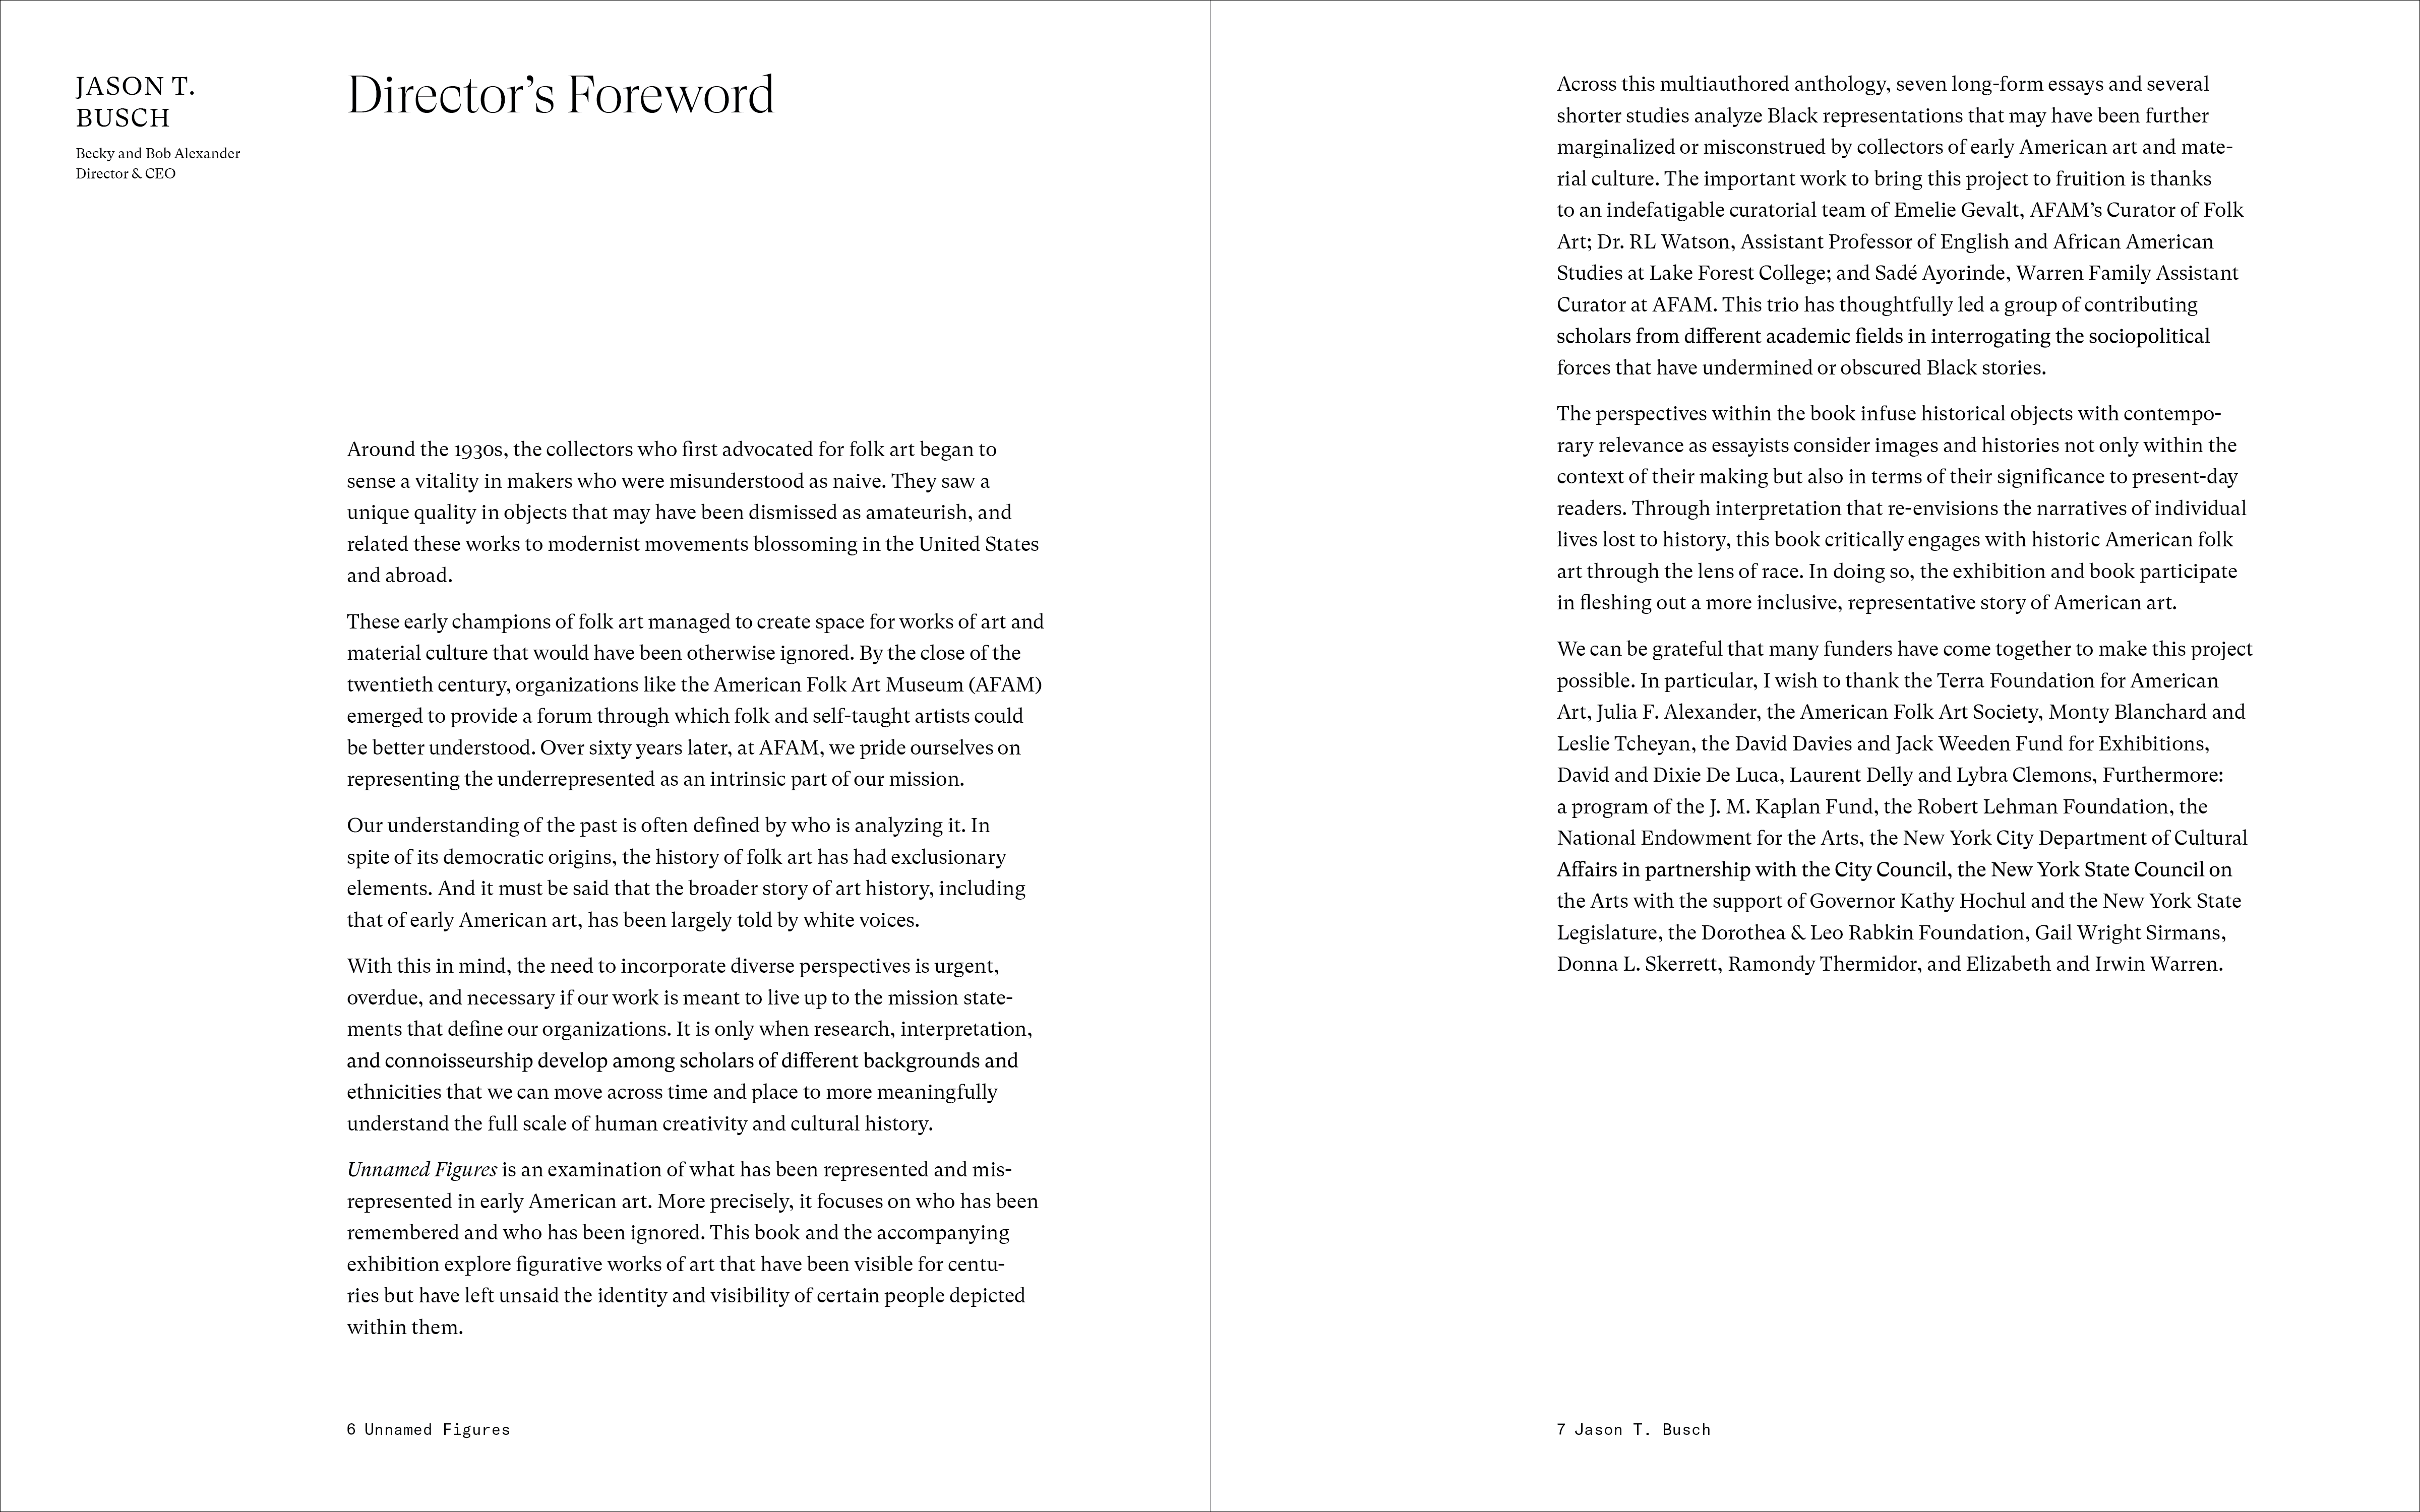 JASON T.
BUSCH
Becky and Bob Alexander
Director & CEO
Director’s Foreword
Around the 1930s, the collectors who first advocated for folk art began to
sense a vitality in makers who were misunderstood as naive. They saw a
unique quality in objects that may have been dismissed as amateurish, and
related these works to modernist movements blossoming in the United States
and abroad.
These early champions of folk art managed to create space for works of art and
material culture that would have been otherwise ignored. By the close of the
twentieth century, organizations like the American Folk Art Museum (AFAM)
emerged to provide a forum through which folk and self-taught artists could
be better understood. Over sixty years later, at AFAM, we pride ourselves on
representing the underrepresented as an intrinsic part of our mission.
Our understanding of the past is often defined by who is analyzing it. In
spite of its democratic origins, the history of folk art has had exclusionary
elements. And it must be said that the broader story of art history, including
that of early American art, has been largely told by white voices.
With this in mind, the need to incorporate diverse perspectives is urgent,
overdue, and necessary if our work is meant to live up to the mission state-
ments that define our organizations. It is only when research, interpretation,
and connoisseurship develop among scholars of different backgrounds and
ethnicities that we can move across time and place to more meaningfully
understand the full scale of human creativity and cultural history.
Unnamed Figures is an examination of what has been represented and mis-
represented in early American art. More precisely, it focuses on who has been
remembered and who has been ignored. This book and the accompanying
exhibition explore figurative works of art that have been visible for centu-
ries but have left unsaid the identity and visibility of certain people depicted
within them.
6 Unnamed Figures
Across this multiauthored anthology, seven long-form essays and several
shorter studies analyze Black representations that may have been further
marginalized or misconstrued by collectors of early American art and mate-
rial culture. The important work to bring this project to fruition is thanks
to an indefatigable curatorial team of Emelie Gevalt, AFAM’s Curator of Folk
Art; Dr. RL Watson, Assistant Professor of English and African American
Studies at Lake Forest College; and Sadé Ayorinde, Warren Family Assistant
Curator at AFAM. This trio has thoughtfully led a group of contributing
scholars from different academic fields in interrogating the sociopolitical
forces that have undermined or obscured Black stories.
The perspectives within the book infuse historical objects with contempo-
rary relevance as essayists consider images and histories not only within the
context of their making but also in terms of their significance to present-day
readers. Through interpretation that re-envisions the narratives of individual
lives lost to history, this book critically engages with historic American folk
art through the lens of race. In doing so, the exhibition and book participate
in fleshing out a more inclusive, representative story of American art.
We can be grateful that many funders have come together to make this project
possible. In particular, I wish to thank the Terra Foundation for American
Art, Julia F. Alexander, the American Folk Art Society, Monty Blanchard and
Leslie Tcheyan, the David Davies and Jack Weeden Fund for Exhibitions,
David and Dixie De Luca, Laurent Delly and Lybra Clemons, Furthermore:
a program of the J. M. Kaplan Fund, the Robert Lehman Foundation, the
National Endowment for the Arts, the New York City Department of Cultural
Affairs in partnership with the City Council, the New York State Council on
the Arts with the support of Governor Kathy Hochul and the New York State
Legislature, the Dorothea & Leo Rabkin Foundation, Gail Wright Sirmans,
Donna L. Skerrett, Ramondy Thermidor, and Elizabeth and Irwin Warren.
7 Jason T. Busch